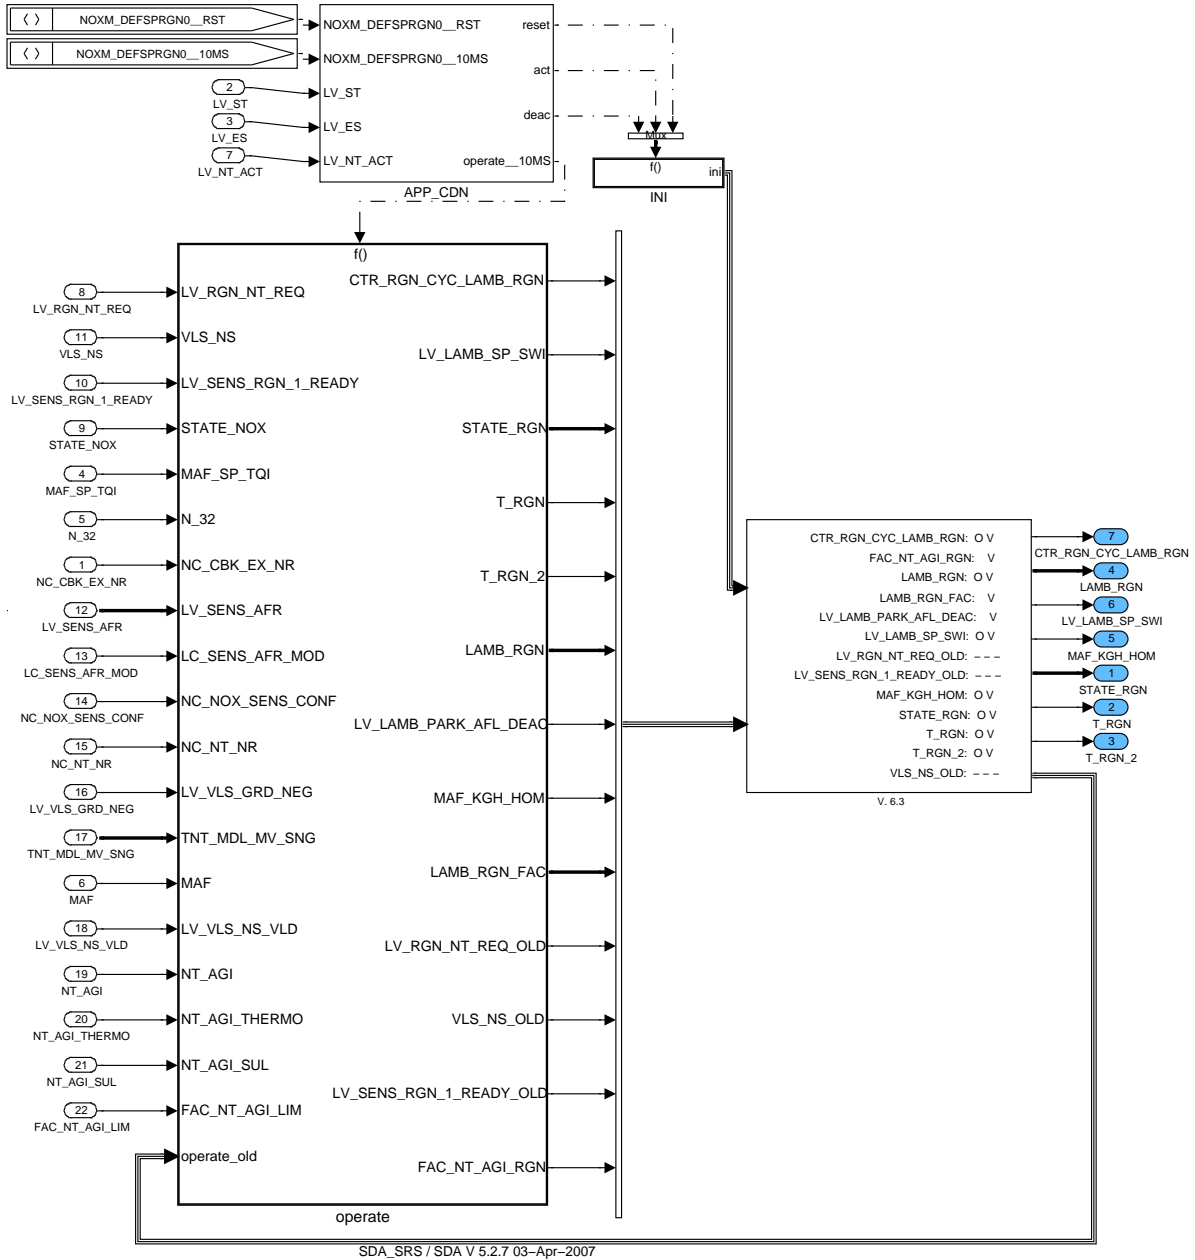 NOXM_DEFSPRGN0__RST
NOXM_DEFSPRGN0__10MS
2
LV_ST
3
LV_ES
7
LV_NT_ACT
NOXM_DEFSPRGN0__RST
NOXM_DEFSPRGN0__10MS
LV_ST
LV_ES
LV_NT_ACT
reset
act
deac
operate__10MS
APP_CDN
Mux
f()
ini
INI
f()
8
LV_RGN_NT_REQ
11
VLS_NS
10
LV_SENS_RGN_1_READY
9
STATE_NOX
4
MAF_SP_TQI
5
N_32
1
NC_CBK_EX_NR
12
LV_SENS_AFR
13
LC_SENS_AFR_MOD
14
NC_NOX_SENS_CONF
15
NC_NT_NR
16
LV_VLS_GRD_NEG
17
TNT_MDL_MV_SNG
6
MAF
18
LV_VLS_NS_VLD
19
NT_AGI
20
NT_AGI_THERMO
21
NT_AGI_SUL
22
FAC_NT_AGI_LIM
LV_RGN_NT_REQ
VLS_NS
LV_SENS_RGN_1_READY
STATE_NOX
MAF_SP_TQI
N_32
NC_CBK_EX_NR
LV_SENS_AFR
LC_SENS_AFR_MOD
NC_NOX_SENS_CONF
NC_NT_NR
LV_VLS_GRD_NEG
TNT_MDL_MV_SNG
MAF
LV_VLS_NS_VLD
NT_AGI
NT_AGI_THERMO
NT_AGI_SUL
FAC_NT_AGI_LIM
operate_old
CTR_RGN_CYC_LAMB_RGN
LV_LAMB_SP_SWI
STATE_RGN
T_RGN
T_RGN_2
LAMB_RGN
LV_LAMB_PARK_AFL_DEAC
MAF_KGH_HOM
LAMB_RGN_FAC
LV_RGN_NT_REQ_OLD
VLS_NS_OLD
LV_SENS_RGN_1_READY_OLD
FAC_NT_AGI_RGN
operate
CTR_RGN_CYC_LAMB_RGN: O V
FAC_NT_AGI_RGN: V
LAMB_RGN: O V
LAMB_RGN_FAC: V
LV_LAMB_PARK_AFL_DEAC: V
LV_LAMB_SP_SWI: O V
LV_RGN_NT_REQ_OLD: – – –
LV_SENS_RGN_1_READY_OLD: – – –
MAF_KGH_HOM: O V
STATE_RGN: O V
T_RGN: O V
T_RGN_2: O V
VLS_NS_OLD: – – –
V. 6.3
7
CTR_RGN_CYC_LAMB_RGN
4
LAMB_RGN
6
LV_LAMB_SP_SWI
5
MAF_KGH_HOM
1
STATE_RGN
2
T_RGN
3
T_RGN_2
SDA_SRS / SDA V 5.2.7 03–Apr–2007